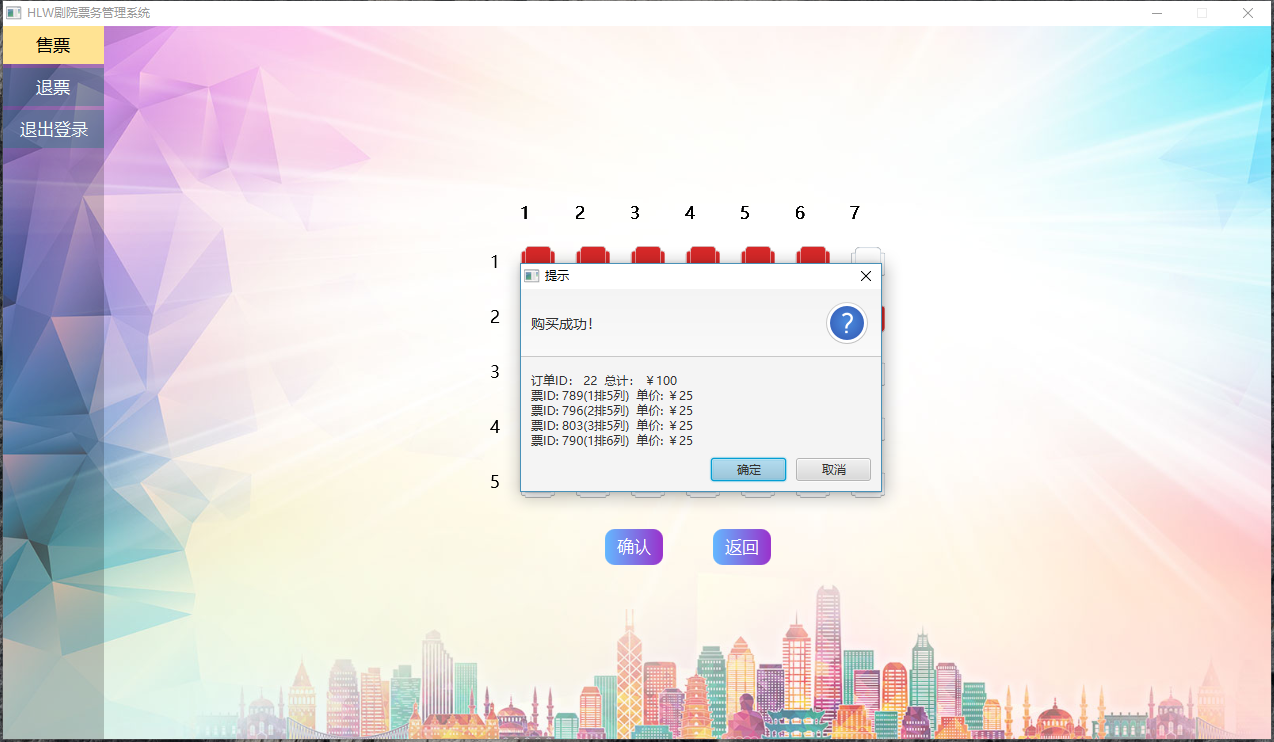 HLW剧院票务管理系统
售票
退票
退出登录
1 2 3 4 5 6 7
1
提示
2
购买成功!
?
3
订单ID: 22 总计: ￥100
票ID: 789(1排5列) 单价: ￥25
票ID: 796(2排5列) 单价: ￥25
4
票ID: 803(3排5列) 单价: ￥25
票ID: 790(1排6列) 单价: ￥25
确定 取消
5
确认 返回